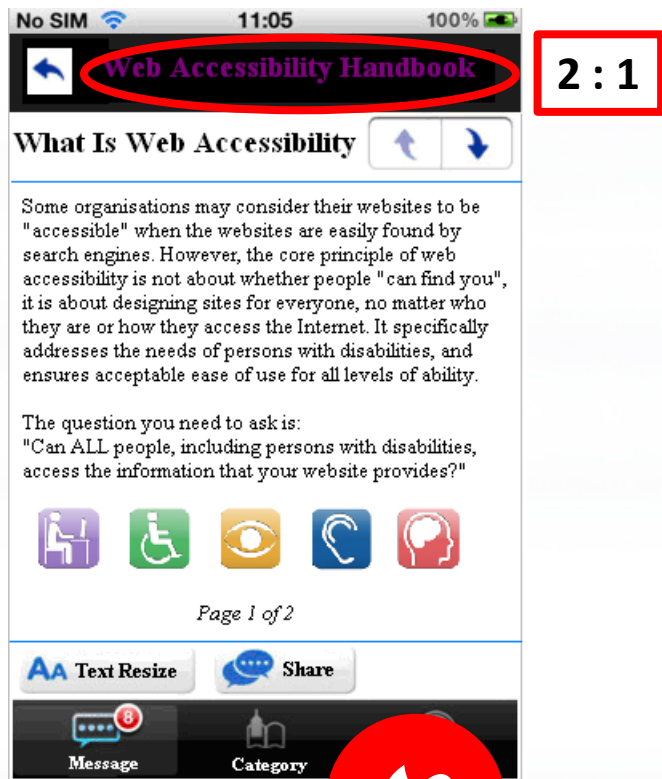 No SIM 11:05 100%
Web Accessibility Handbook
2 : 1
What Is Web Accessibility
Some organisations may consider their websites to be
"accessible" when the websites are easily found by
search engines. However, the core principle of web
accessibility is not about whether people "can find you",
it is about designing sites for everyone, no matter who
they are or how they access the Internet. It specifically
addresses the needs of persons with disabilities, and
ensures acceptable ease of use for all levels of ability.
The question you need to ask is:
"Can ALL people, including persons with disabilities,
access the information that your website provides?"
Page 1 of 2
AA Text Resize Share
8
Message Category